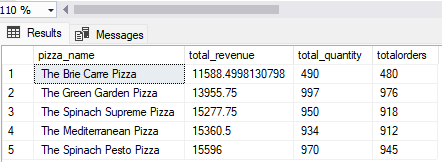 110 %
Results Messages
pizza_name total_revenue total_quantity totalorders
1 The Brie Carre Pizza 11588.4998130798 490 480
2 The Green Garden Pizza 13955.75 997 976
3 The Spinach Supreme Pizza 15277.75 950 918
4 The Mediterranean Pizza 15360.5 934 912
5 The Spinach Pesto Pizza 15596 970 945